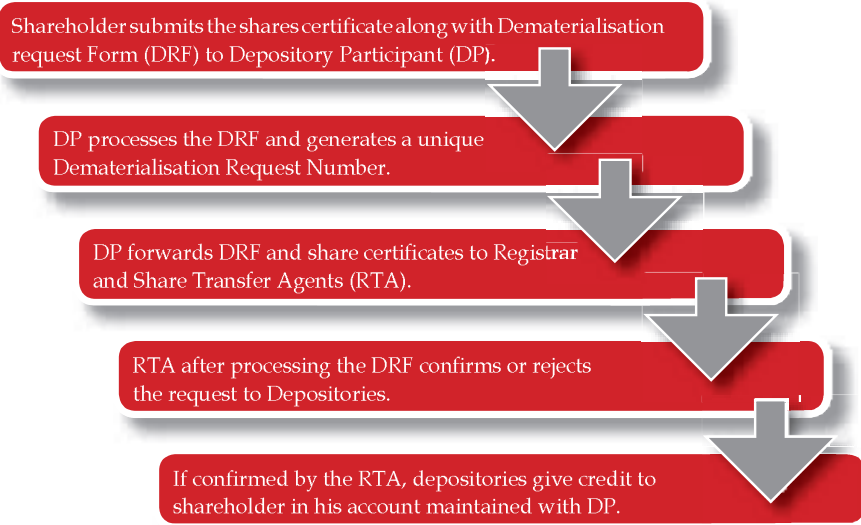 Shareholder submits the shares certificate along with Dematerialisation
request Form (DRF) to Depository Participant (DP).
DP processes the DRF and generates a unique
Dematerialisation Request Number.
DP forwards DRF and share certificates to Registrar
and Share Transfer Agents (RTA).
RTA after processing the DRF confirms or rejects
the request to Depositories.
If confirmed by the RTA, depositories give credit to
shareholder in his account maintained with DP.